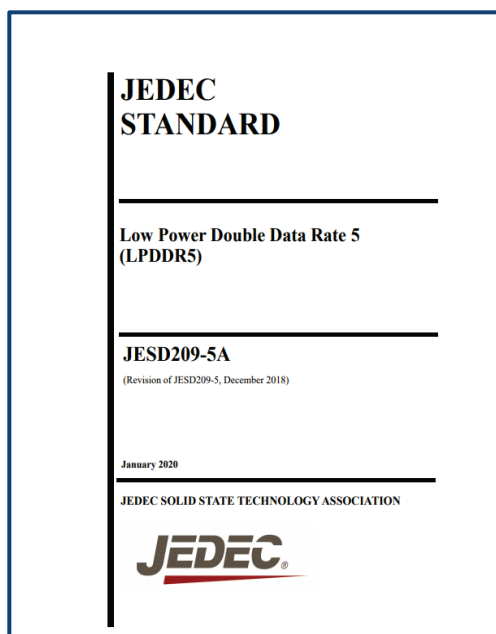 JEDEC
STANDARD
Low Power Double Data Rate 5
(LPDDR5)
JESD209-5A
(Revision of JESD209-5, December 2018)
January 2020
JEDEC SOLID STATE TECHNOLOGY ASSOCIATION
JEDEC®